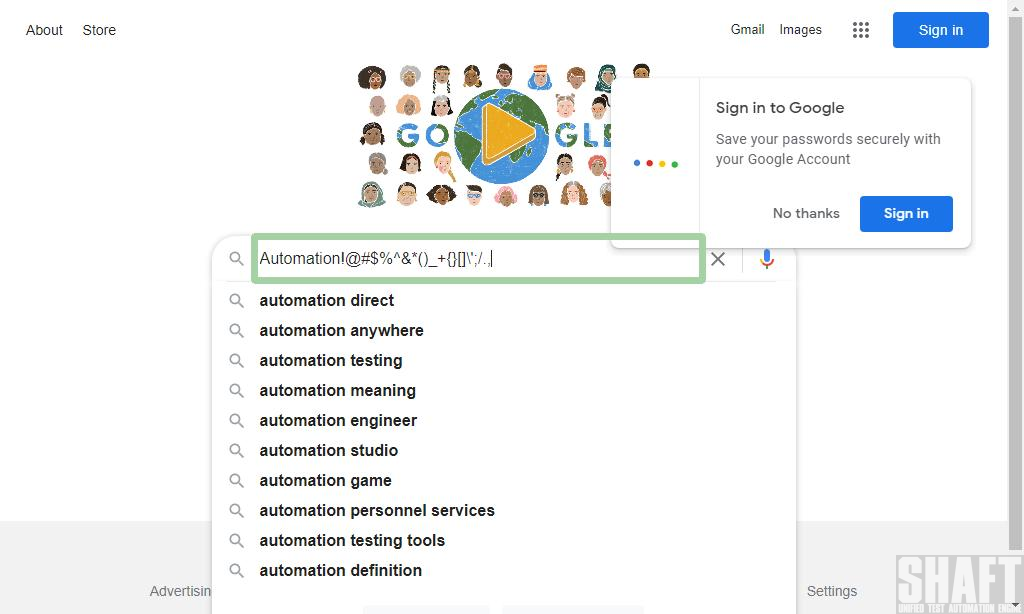 About Store Gmail Images Sign in
GO GLE
Sign in to Google
Save your passwords securely with
your Google Account
No thanks Sign in
Automation!@#$%^&*()_+{}[]\';/.,
automation direct
automation anywhere
automation testing
automation meaning
automation engineer
automation studio
automation game
automation personnel services
automation testing tools
automation definition
Settings
SHAFT